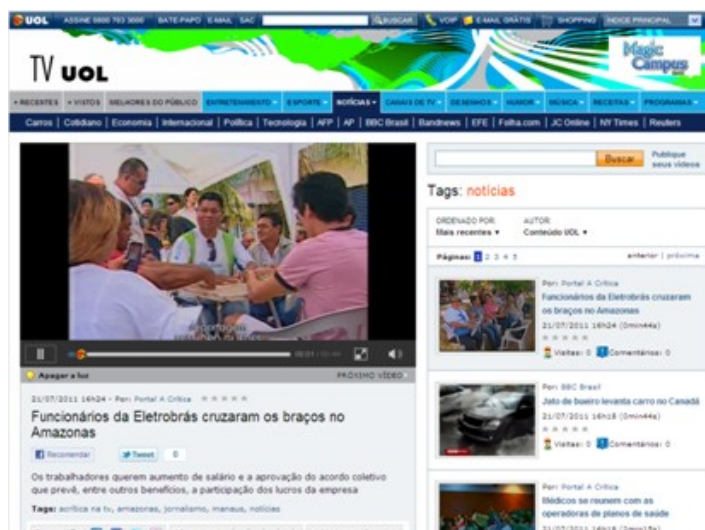 UOL ASSINE 0800 703 3000 BATE-PAPO E-MAIL SAC BUSCAR VOIP E-MAIL GRÁTIS SHOPPING ÍNDICE PRINCIPAL
TV UOL
Magic Campus
+ RECENTES + VISTOS MELHORES DO PÚBLICO ENTRETENIMENTO ESPORTE NOTÍCIAS CANAIS DE TV DESENHOS HUMOR MÚSICA RECEITAS PROGRAMAS
Carros | Cotidiano | Economia | Internacional | Política | Tecnologia | AFP | AP | BBC Brasil | Bandnews | EFE | Folha.com | JC Online | NY Times | Reuters
Buscar Publique seus vídeos
Tags: notícias
ORDENADO POR: AUTOR:
Mais recentes Conteúdo UOL
Páginas: 1 2 3 4 5 anterior | próxima
reportagem
Apagar a luz PRÓXIMO VÍDEO
21/07/2011 16h24 - Por: Portal A Crítica
Funcionários da Eletrobrás cruzaram os braços no
Amazonas
Recomendar Tweet 0
Os trabalhadores querem aumento de salário e a aprovação do acordo coletivo
que prevê, entre outros benefícios, a participação dos lucros da empresa
Tags: acrítica na tv, amazonas, jornalismo, manaus, notícias
Por: Portal A Crítica
Funcionários da Eletrobrás cruzaram
os braços no Amazonas
21/07/2011 16h24 (0min44s)
Visitas: 0 Comentários: 0
Por: BBC Brasil
Jato de bueiro levanta carro no Canadá
21/07/2011 16h18 (0min44s)
Visitas: 0 Comentários: 0
Por: Portal A Crítica
Médicos se reunem com as
operadoras de planos de saúde